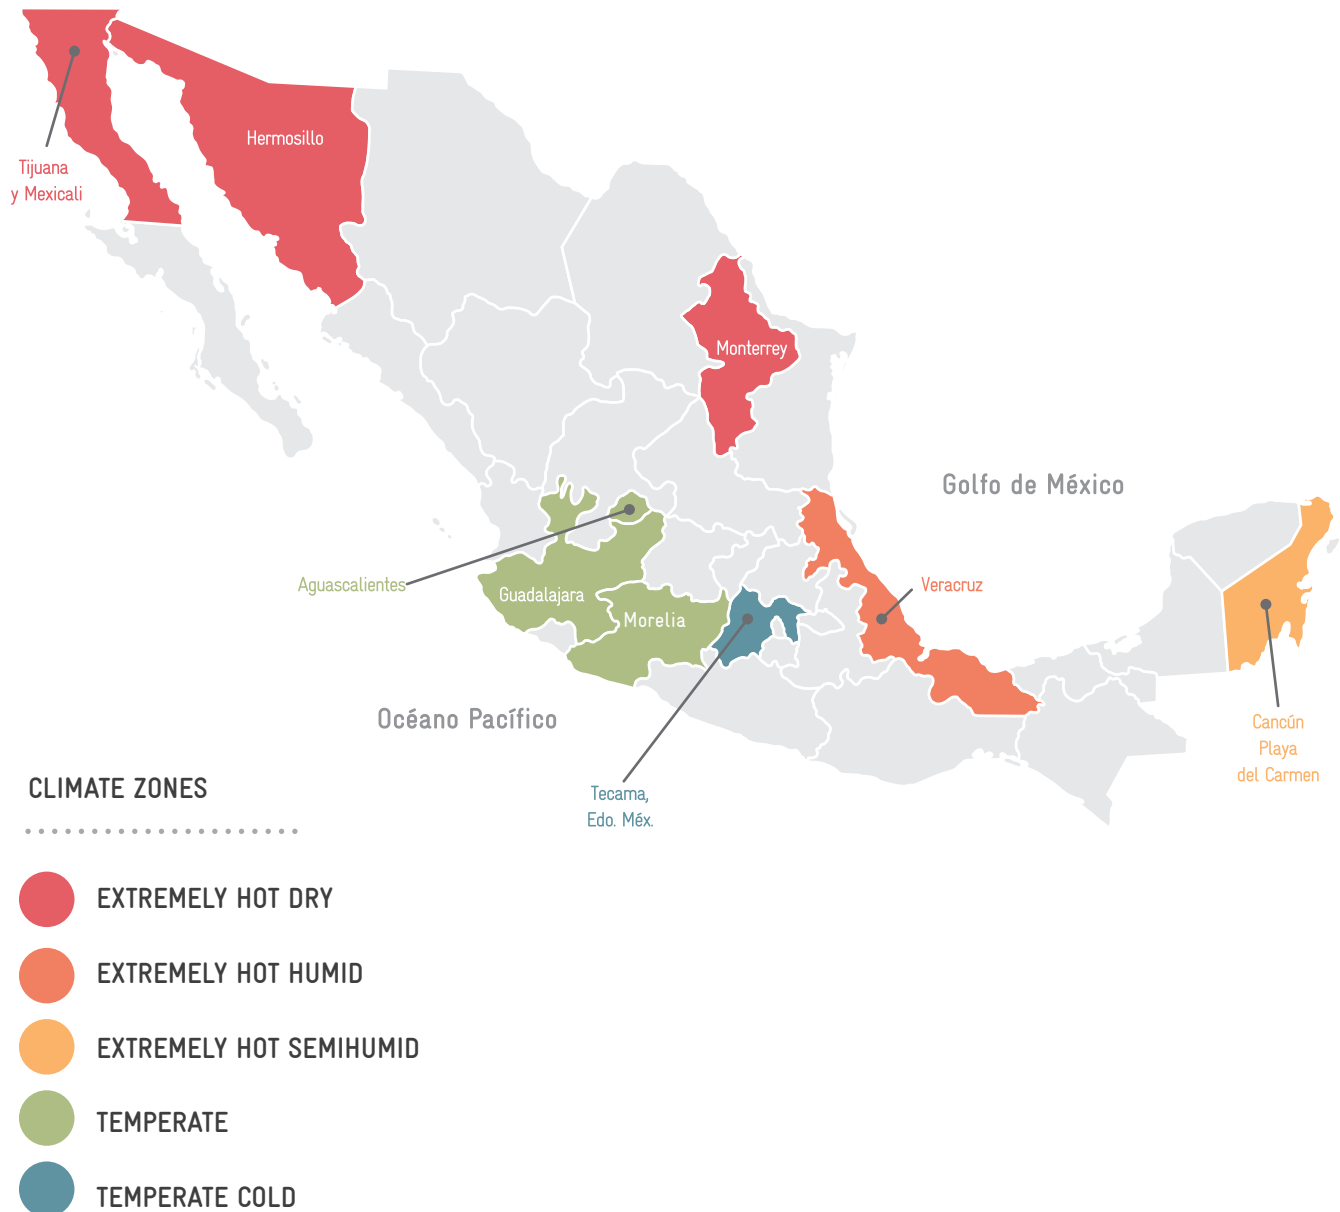 Hermosillo
Tijuana
y Mexicali
Monterrey
Golfo de México
Aguascalientes
Guadalajara
Morelia
Veracruz
Océano Pacífico
Cancún
Playa
del Carmen
Tecama,
Edo. Méx.
CLIMATE ZONES
EXTREMELY HOT DRY
EXTREMELY HOT HUMID
EXTREMELY HOT SEMIHUMID
TEMPERATE
TEMPERATE COLD